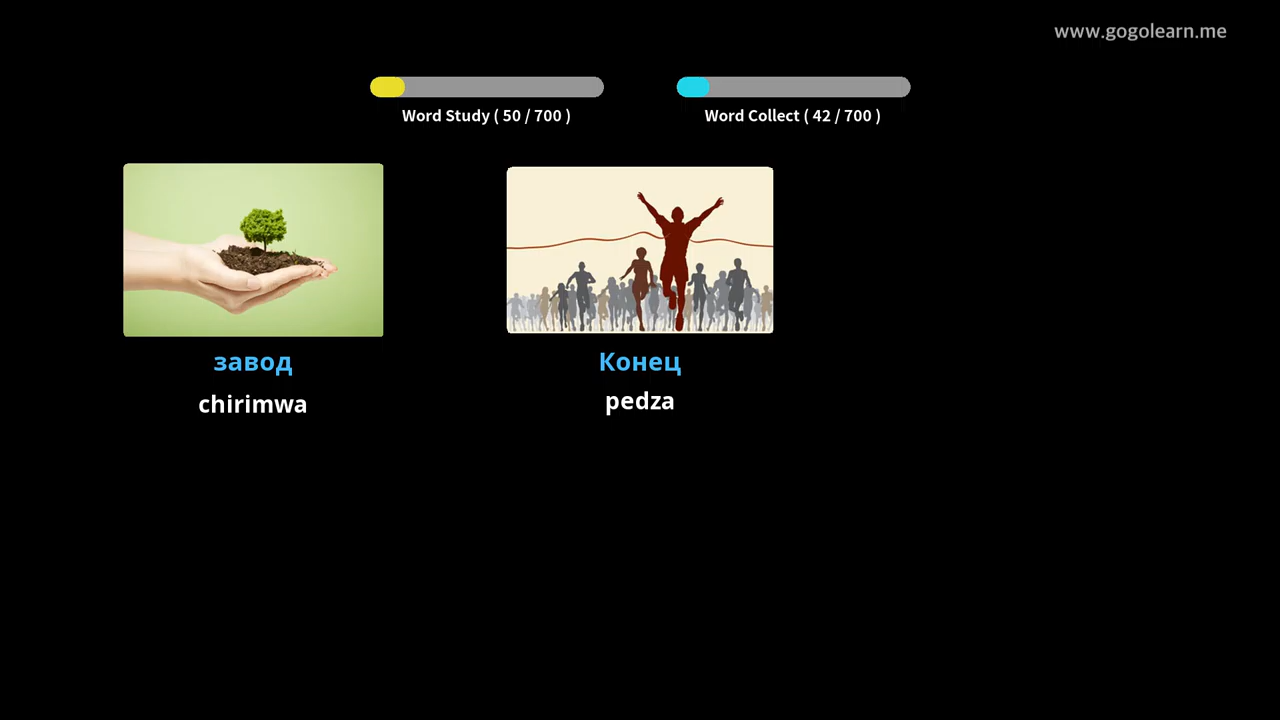 www.gogolearn.me
Word Study ( 50 / 700 )
Word Collect ( 42 / 700 )
завод
chirimwa
Конец
pedza